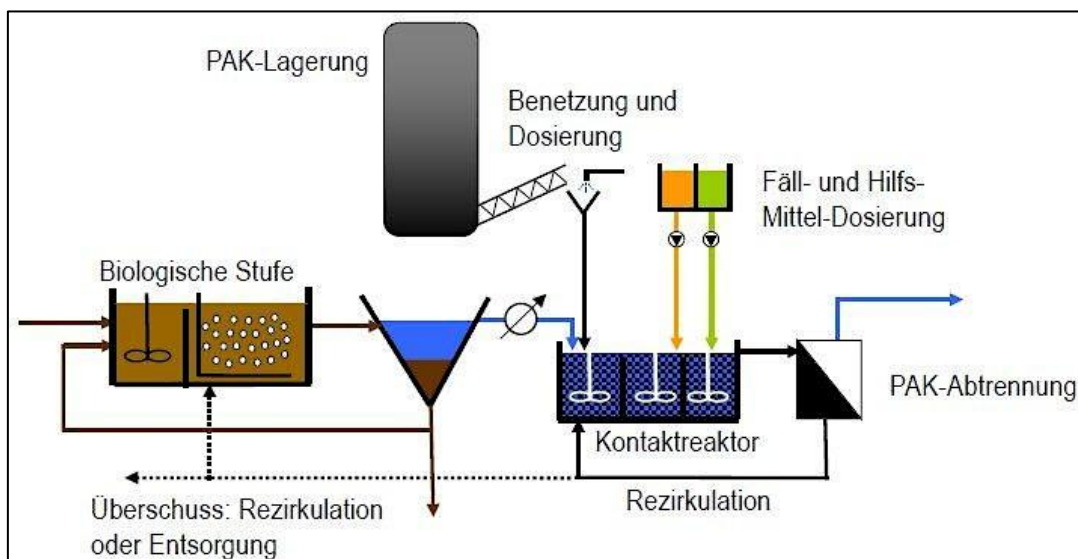 PAK-Lagerung
Benetzung und
Dosierung
Fäll- und Hilfs-
Mittel-Dosierung
Biologische Stufe
PAK-Abtrennung
Kontaktreaktor
Rezirkulation
Überschuss: Rezirkulation
oder Entsorgung